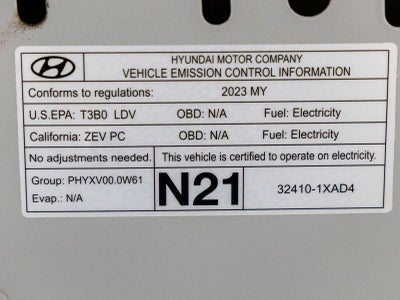 HYUNDAI MOTOR COMPANY
VEHICLE EMISSION CONTROL INFORMATION
Conforms to regulations: 2023 MY
U.S.EPA: T3B0 LDV OBD: N/A Fuel: Electricity
California: ZEV PC OBD: N/A Fuel: Electricity
No adjustments needed. This vehicle is certified to operate on electricity.
Group: PHYXV00.0W61
Evap.: N/A
N21
32410-1XAD4